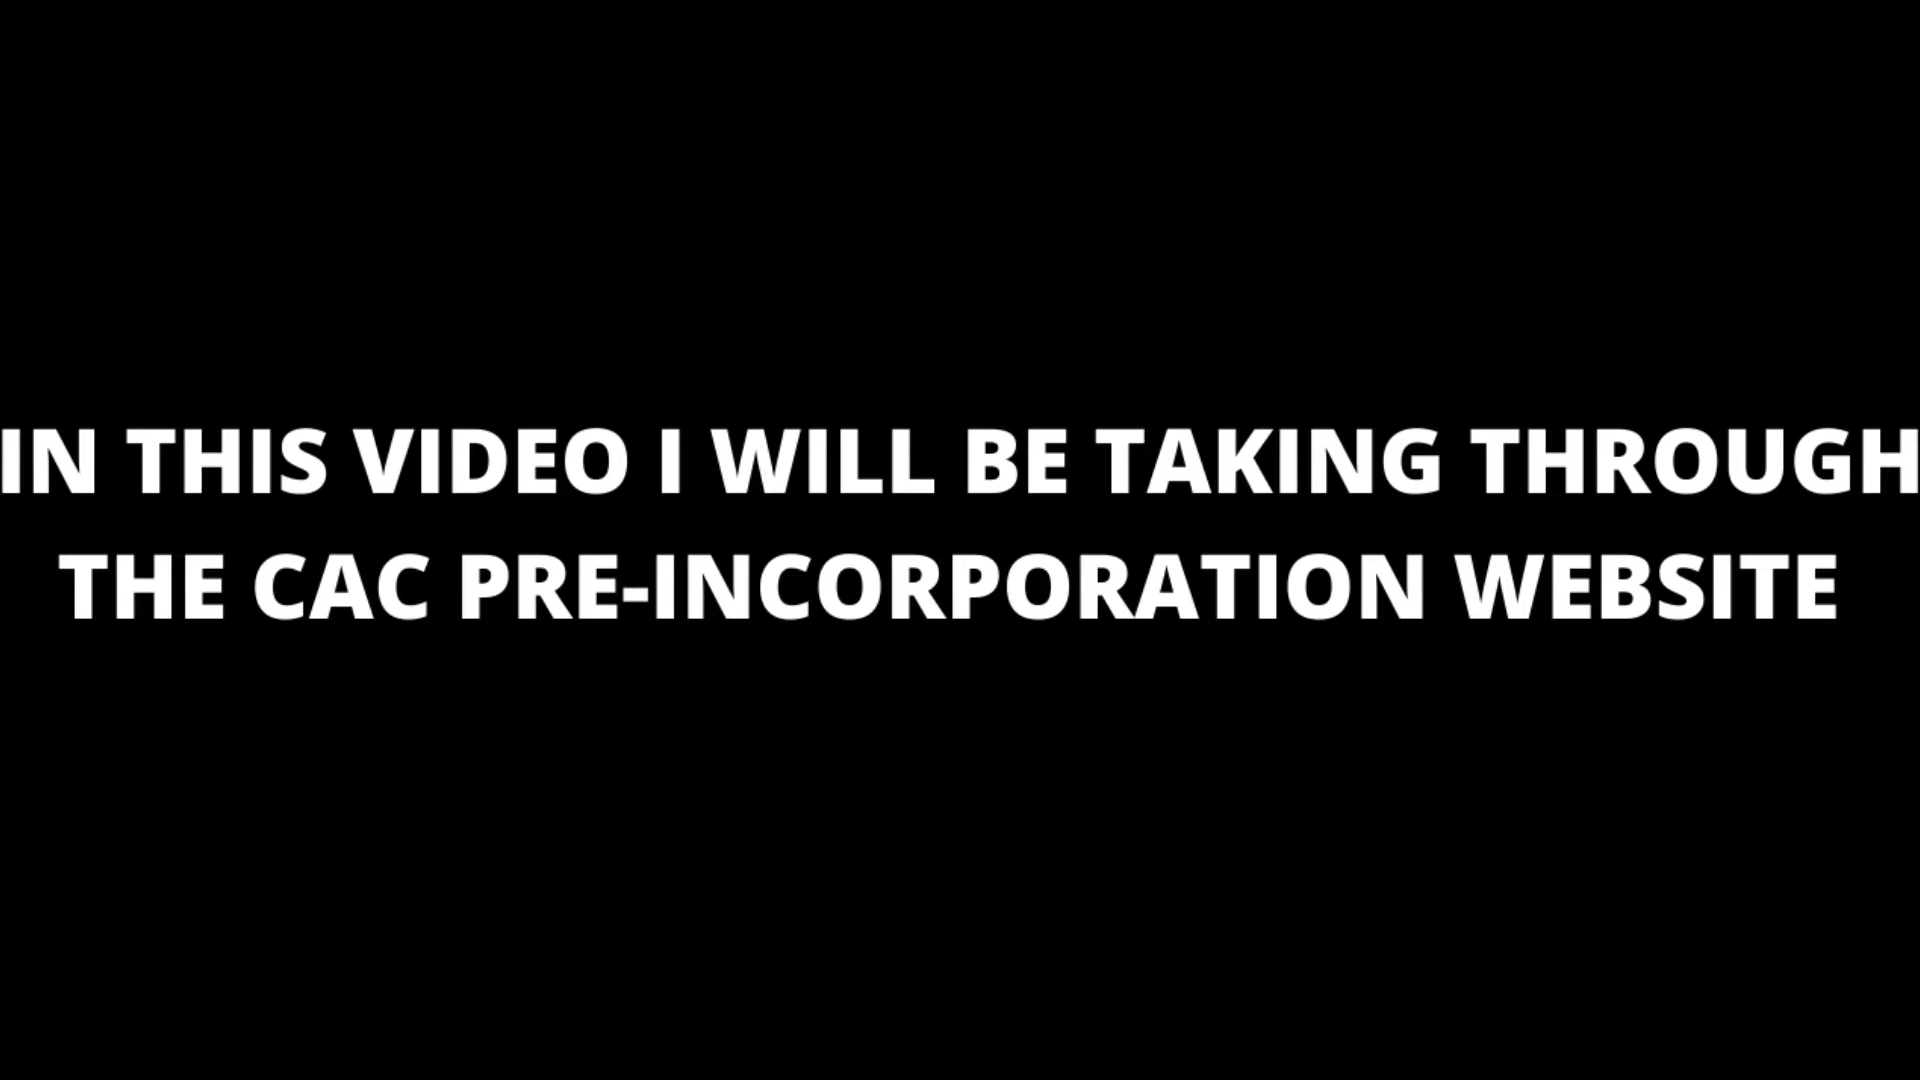 IN THIS VIDEO I WILL BE TAKING THROUGH
THE CAC PRE-INCORPORATION WEBSITE